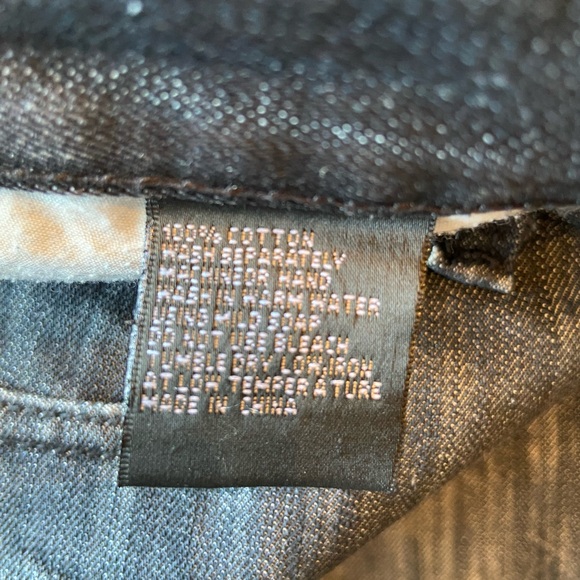 100% COTTON
WASH SEPARATELY
MACHINE OR HAND
WASH IN WARM WATER
USING MILD SOAP
DO NOT USE BLEACH
TUMBLE DRY LOW.IRON
AT LOW TEMPERATURE
MADE IN CHINA